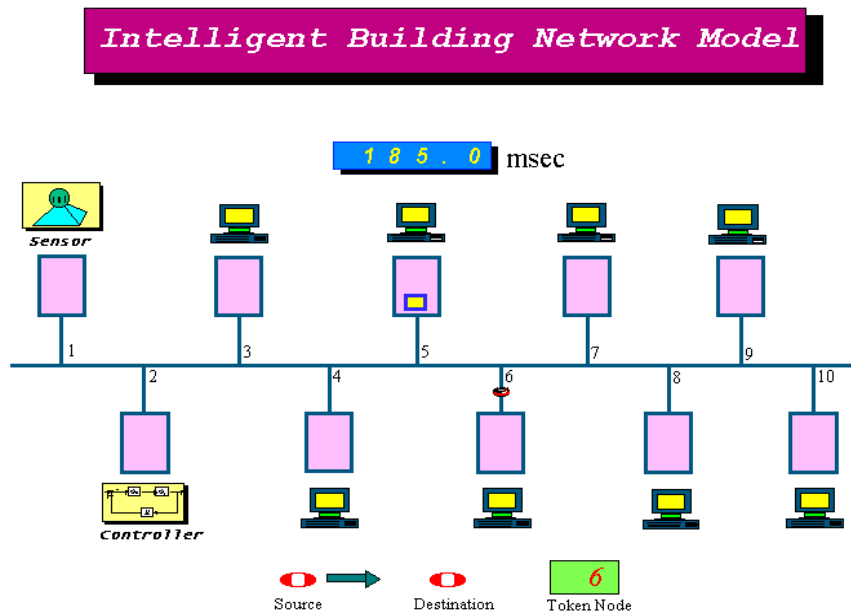 Intelligent Building Network Model
185.0 msec
Sensor
1
3
5
7
9
2
4
6
8
10
Controller
6
Source
Destination
Token Node